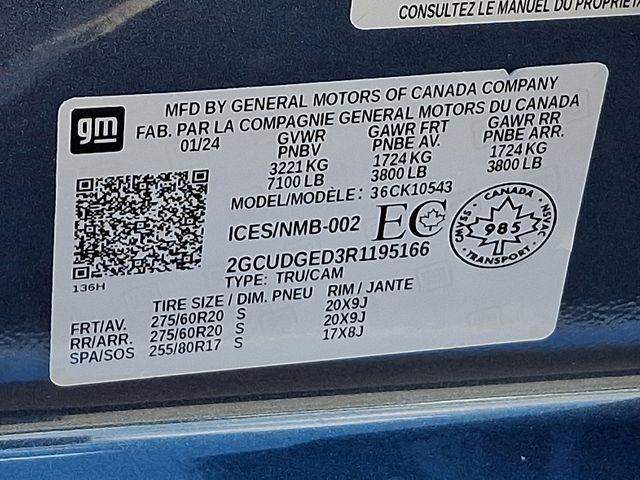 CONSULTEZ LE MANUEL DU PROPRIÉTA
gm
MFD BY GENERAL MOTORS OF CANADA COMPANY
FAB. PAR LA COMPAGNIE GENERAL MOTORS DU CANADA
01/24 GVWR GAWR FRT GAWR RR
PNBV PNBE AV. PNBE ARR.
3221 KG 1724 KG 1724 KG
7100 LB 3800 LB 3800 LB
MODEL/MODÈLE: 36CK10543
ICES/NMB-002 EC
CANADA
CMVSS 985 NSVAC
TRANSPORT
2GCUDGED3R1195166
TYPE: TRU/CAM
136H
TIRE SIZE / DIM. PNEU RIM / JANTE
FRT/AV. 275/60R20 S 20X9J
RR/ARR. 275/60R20 S 20X9J
SPA/SOS 255/80R17 S 17X8J